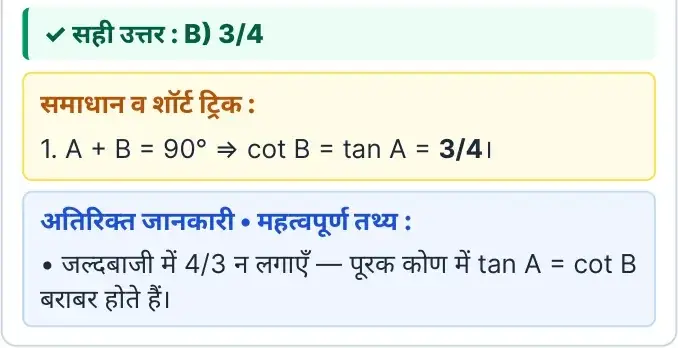 ✓ सही उत्तर : B) 3/4
समाधान व शॉर्ट ट्रिक :
1. A + B = 90° ⇒ cot B = tan A = 3/4।
अतिरिक्त जानकारी • महत्वपूर्ण तथ्य :
• जल्दबाजी में 4/3 न लगाएँ — पूरक कोण में tan A = cot B
बराबर होते हैं।